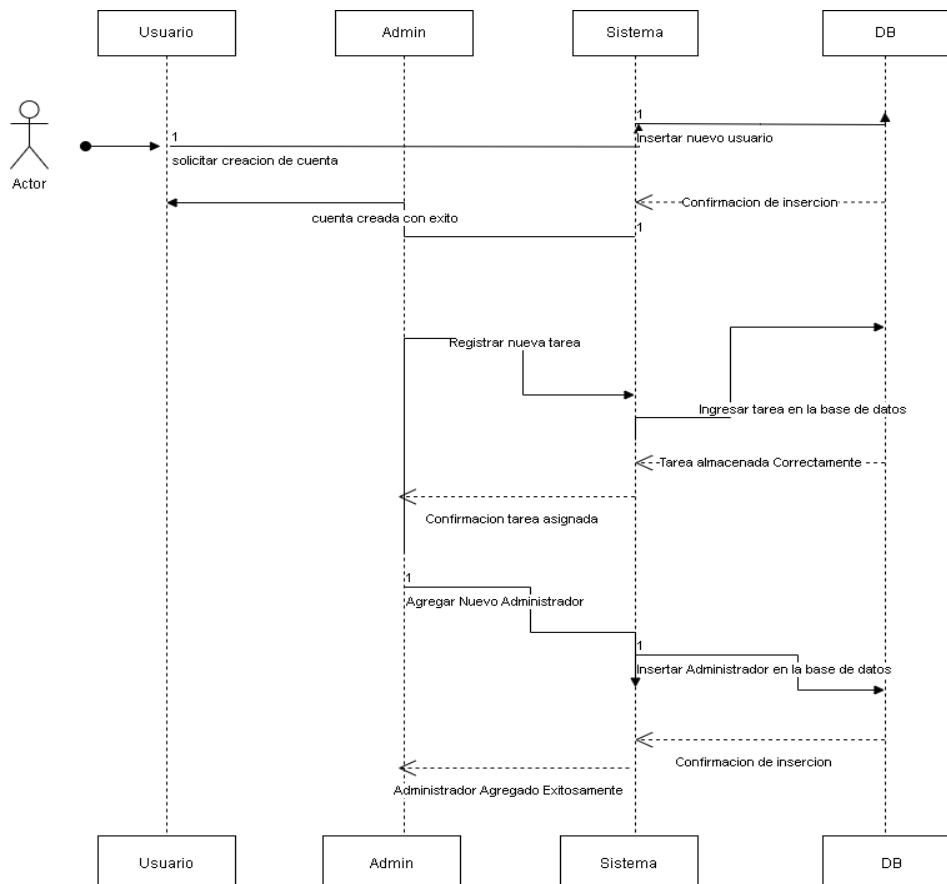 Usuario
Admin
Sistema
DB
1
Insertar nuevo usuario
1
solicitar creacion de cuenta
Actor
Confirmacion de insercion
cuenta creada con exito
1
Registrar nueva tarea
Ingresar tarea en la base de datos
Tarea almacenada Correctamente
Confirmacion tarea asignada
1
Agregar Nuevo Administrador
1
Insertar Administrador en la base de datos
Confirmacion de insercion
Administrador Agregado Exitosamente
Usuario
Admin
Sistema
DB